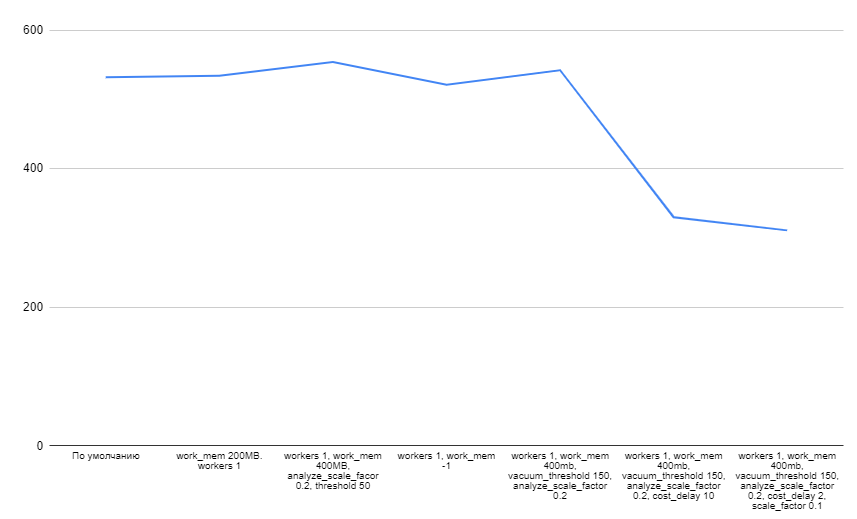 600
400
200
0
По умолчанию
work_mem 200MB.
workers 1
workers 1, work_mem
400MB,
analyze_scale_facor
0.2, threshold 50
workers 1, work_mem
-1
workers 1, work_mem
400mb,
vacuum_threshold 150,
analyze_scale_factor
0.2
workers 1, work_mem
400mb,
vacuum_threshold 150,
analyze_scale_factor
0.2, cost_delay 10
workers 1, work_mem
400mb,
vacuum_threshold 150,
analyze_scale_factor
0.2, cost_delay 2,
scale_factor 0.1